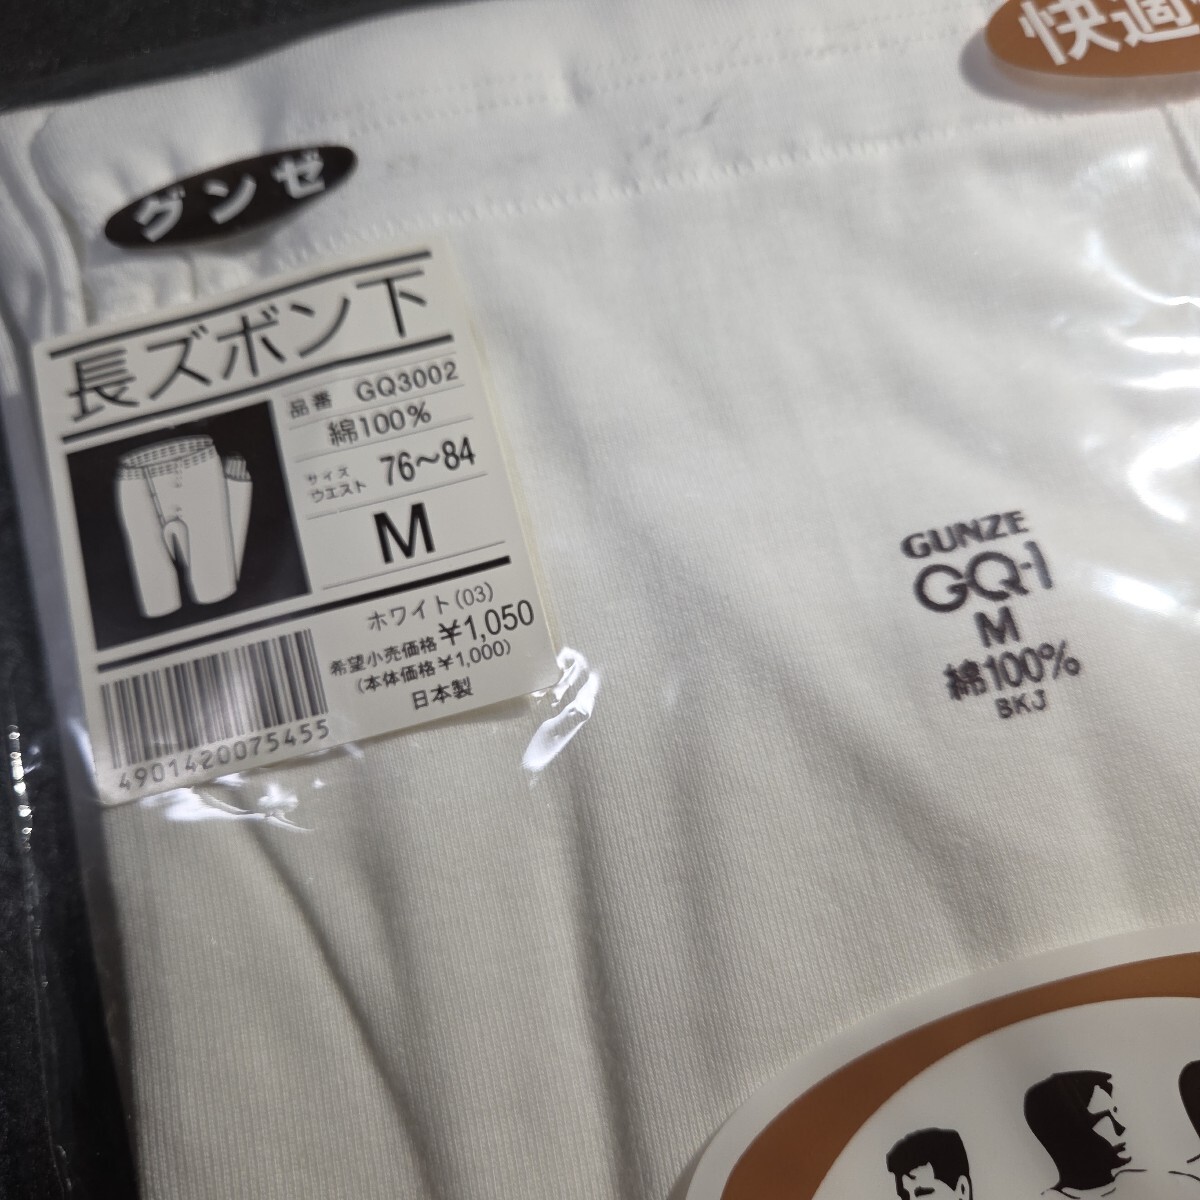 快適
グンゼ
長ズボン下
品番 GQ3002
綿100%
サイズ
ウエスト 76～84
M
ホワイト(03)
希望小売価格 ¥1,050
(本体価格¥1,000)
日本製
4901420075455
GUNZE
GQ-1
M
綿100%
BKJ